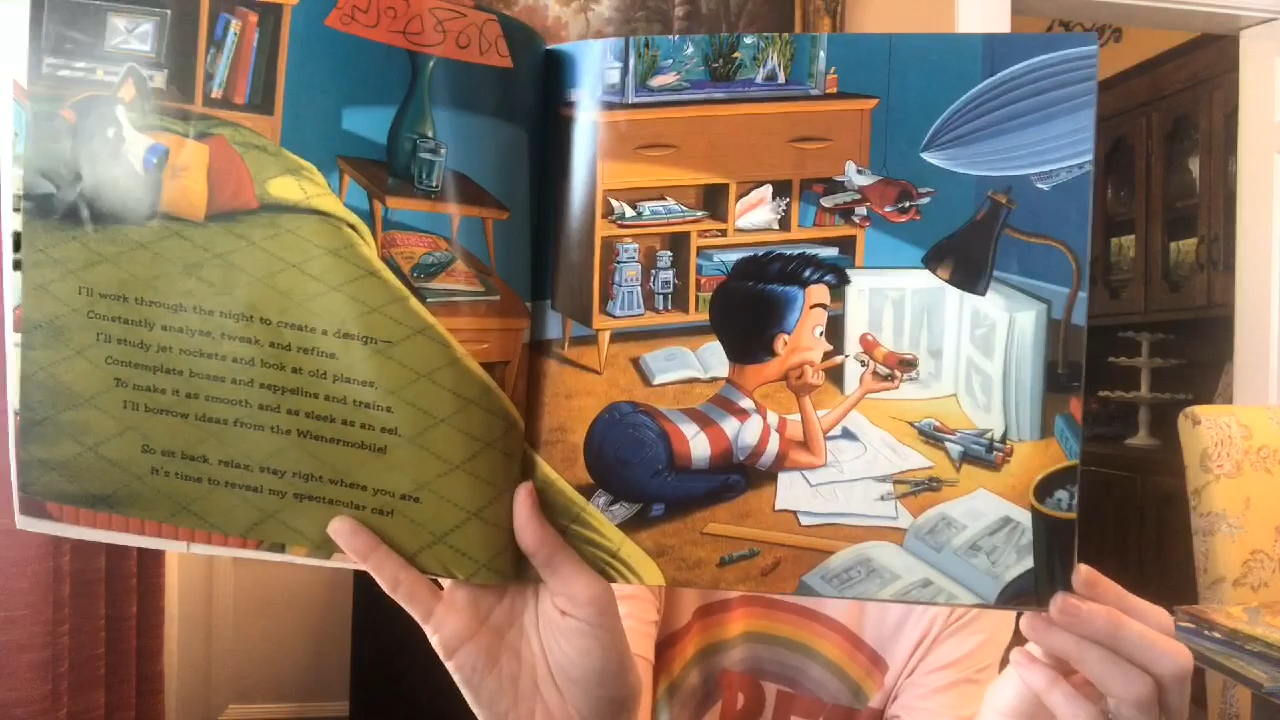 I'll work through the night to create a design—
Constantly analyze, tweak, and refine.
I'll study jet rockets and look at old planes,
Contemplate buses and zeppelins and trains.
To make it as smooth and as sleek as an eel,
I'll borrow ideas from the Wienermobile!
So sit back, relax, stay right where you are.
It's time to reveal my spectacular car!